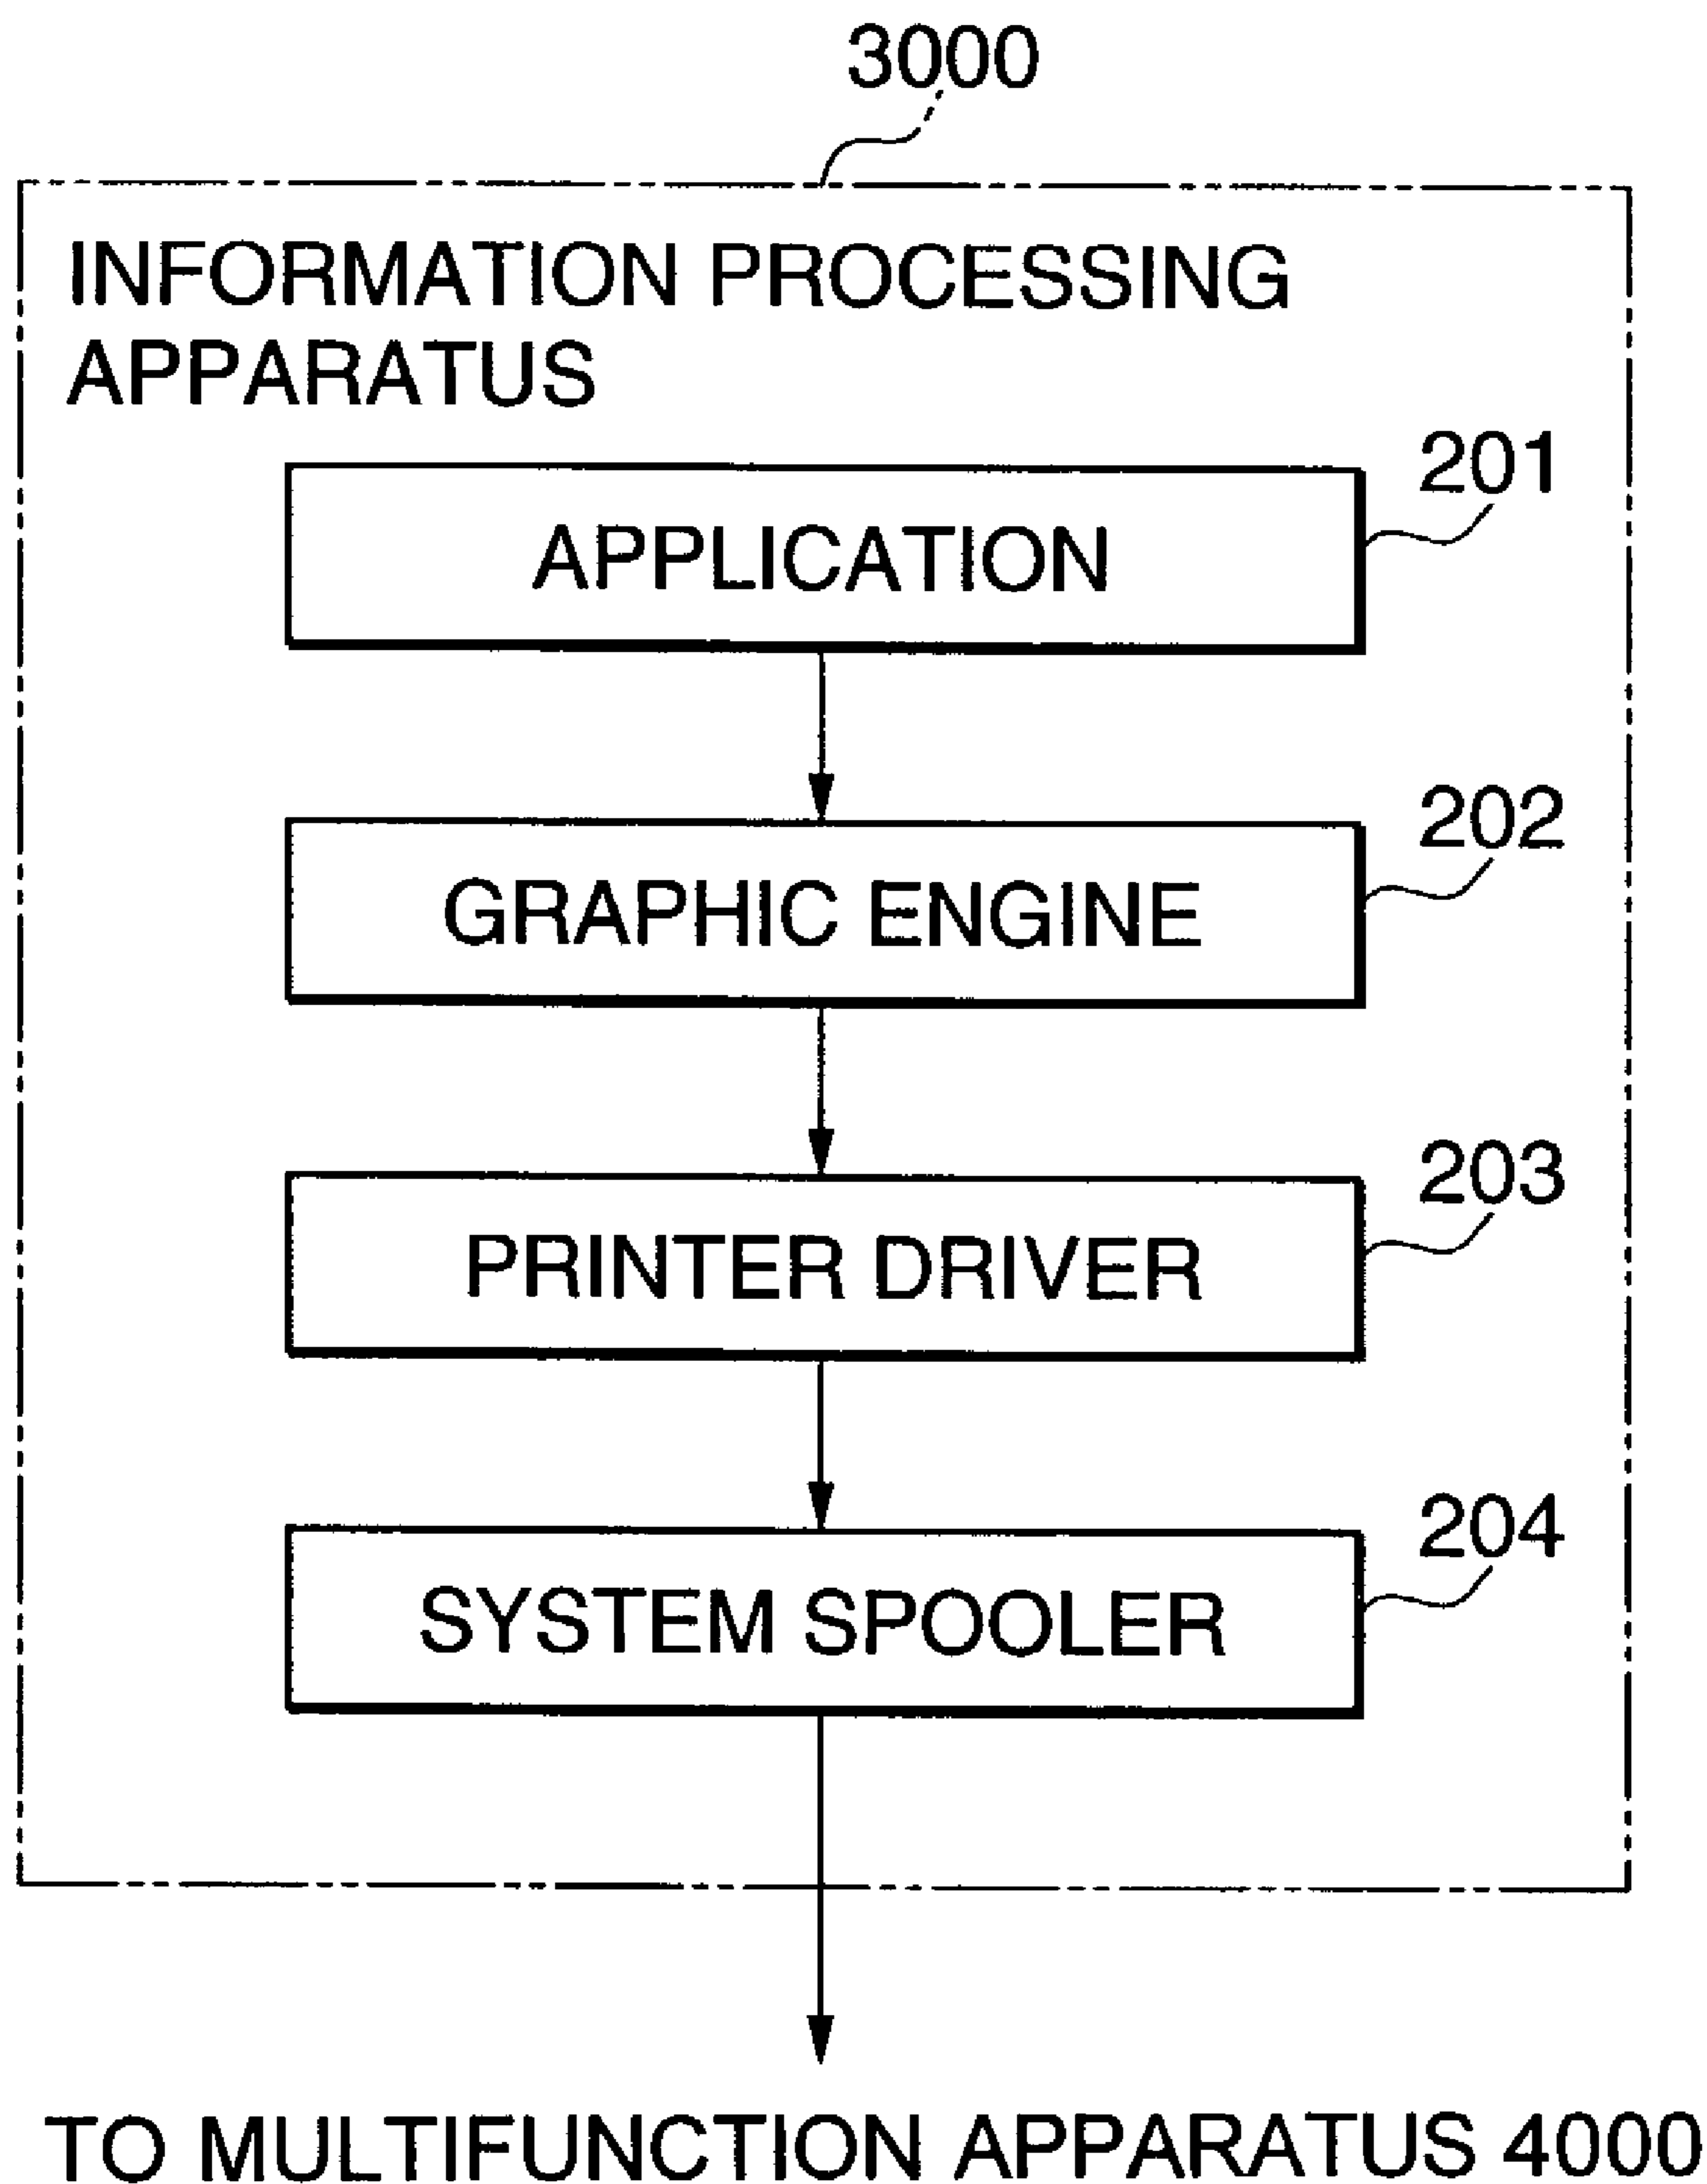 3000
INFORMATION PROCESSING
APPARATUS
201
APPLICATION
202
GRAPHIC ENGINE
203
PRINTER DRIVER
204
SYSTEM SPOOLER
TO MULTIFUNCTION APPARATUS 4000